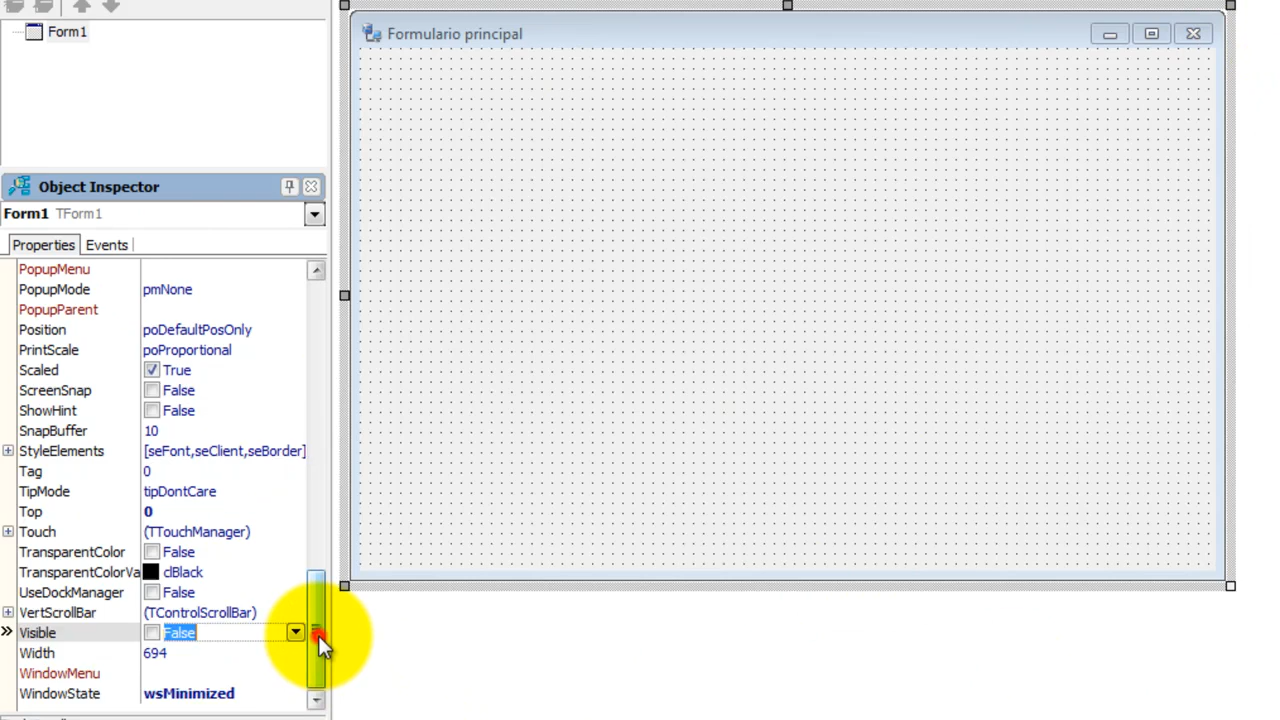 Form1
Formulario principal
Object Inspector
Form1 TForm1
Properties Events
PopupMenu
PopupMode pmNone
PopupParent
Position poDefaultPosOnly
PrintScale poProportional
Scaled True
ScreenSnap False
ShowHint False
SnapBuffer 10
StyleElements [seFont,seClient,seBorder]
Tag 0
TipMode tipDontCare
Top 0
Touch (TTouchManager)
TransparentColor False
TransparentColorVa clBlack
UseDockManager False
VertScrollBar (TControlScrollBar)
Visible False
Width 694
WindowMenu
WindowState wsMinimized